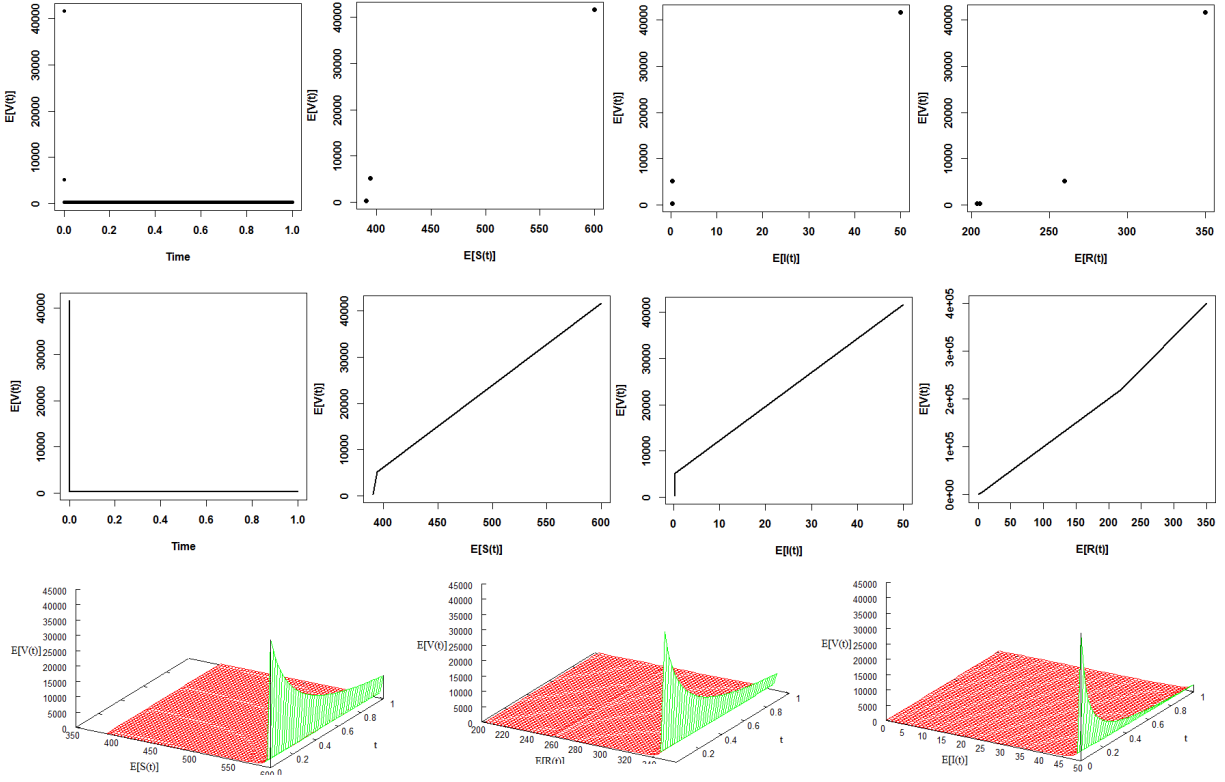 E[V(t)]
40000
30000
20000
10000
0
0.0 0.2 0.4 0.6 0.8 1.0
Time
E[V(t)]
40000
30000
20000
10000
0
400 450 500 550 600
E[S(t)]
E[V(t)]
40000
30000
20000
10000
0
0 10 20 30 40 50
E[I(t)]
E[V(t)]
40000
30000
20000
10000
0
200 250 300 350
E[R(t)]
E[V(t)]
40000
30000
20000
10000
0
0.0 0.2 0.4 0.6 0.8 1.0
Time
E[V(t)]
40000
30000
20000
10000
0
400 450 500 550 600
E[S(t)]
E[V(t)]
40000
30000
20000
10000
0
0 10 20 30 40 50
E[I(t)]
E[V(t)]
4e+05
3e+05
2e+05
1e+05
0e+00
0 50 100 150 200 250 300 350
E[R(t)]
45000
40000
35000
30000
25000
E[V(t)]
20000
15000
10000
5000
0
350 400 450 500 550 600
E[S(t)]
0 0.2 0.4 0.6 0.8 1
t
45000
40000
35000
30000
25000
E[V(t)]
20000
15000
10000
5000
0
200 220 240 260 280 300 320 340
E[R(t)]
0.2 0.4 0.6 0.8 1
t
45000
40000
35000
30000
25000
E[V(t)]
20000
15000
10000
5000
0
0 5 10 15 20 25 30 35 40 45 50
E[I(t)]
0 0.2 0.4 0.6 0.8 1
t